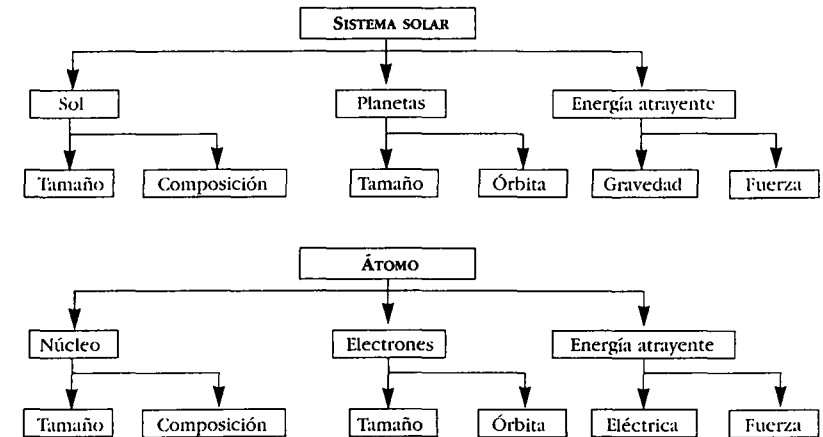 SISTEMA SOLAR
Sol Planetas Energía atrayente
Tamaño Composición Tamaño Órbita Gravedad Fuerza
ÁTOMO
Núcleo Electrones Energía atrayente
Tamaño Composición Tamaño Órbita Eléctrica Fuerza